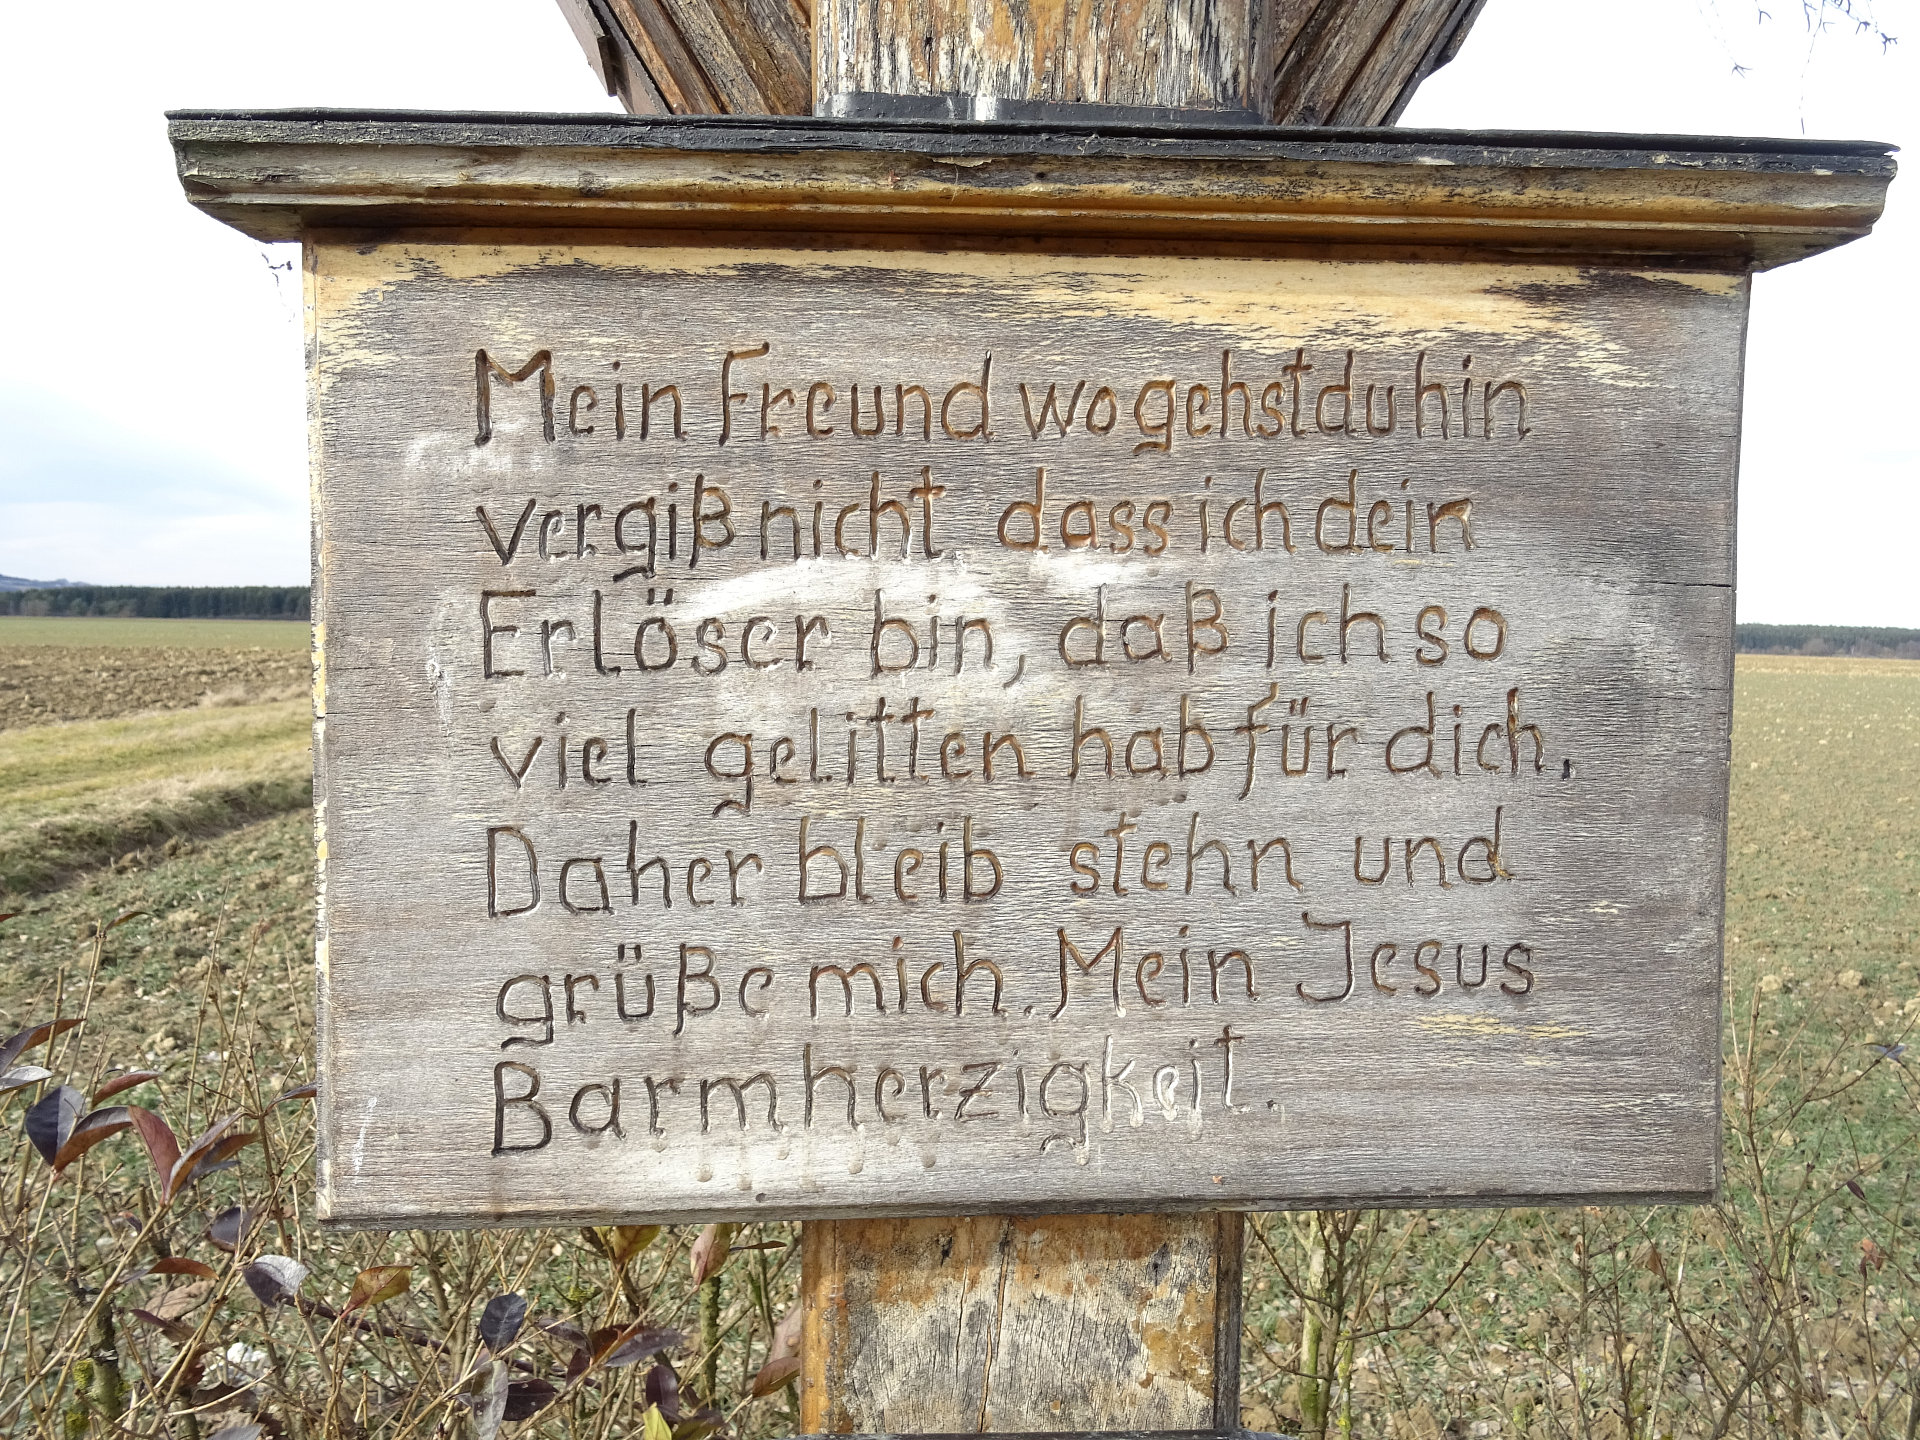 Mein Freund wo gehst du hin
vergiß nicht dass ich dein
Erlöser bin, daß ich so
viel gelitten hab für dich.
Daher bleib stehn und
grüße mich. Mein Jesus
Barmherzigkeit.